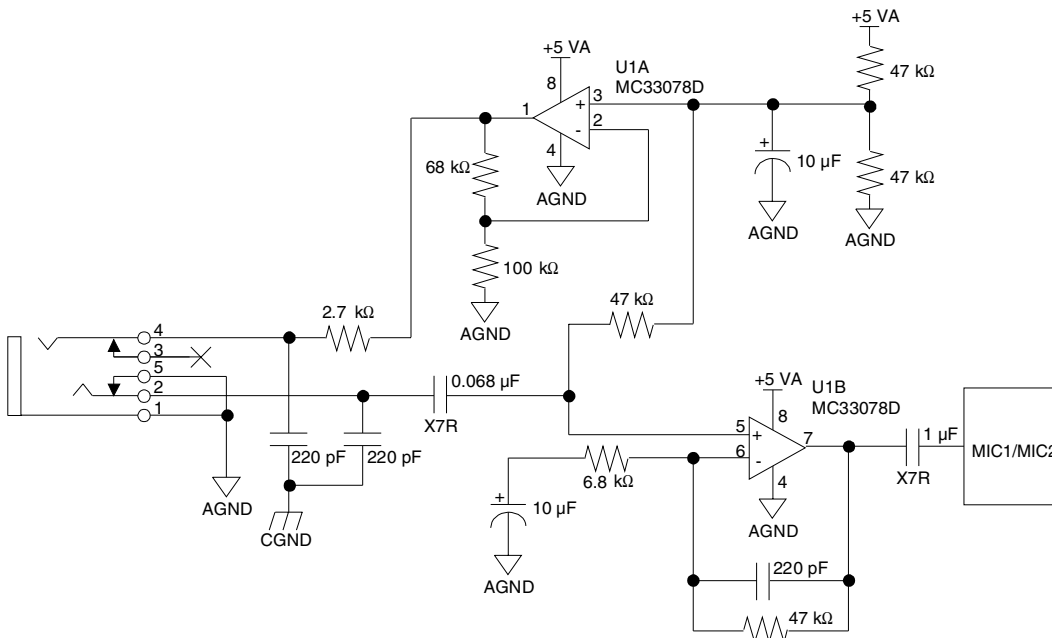 +5 VA
+5 VA
U1A
MC33078D
47 kΩ
8
1
3
+
2
-
4
AGND
68 kΩ
+
10 µF
AGND
47 kΩ
AGND
100 kΩ
AGND
2.7 kΩ
47 kΩ
4
3
5
2
1
0.068 µF
X7R
+5 VA
U1B
MC33078D
8
5
+
6
-
7
4
AGND
220 pF
220 pF
AGND
CGND
6.8 kΩ
+
10 µF
AGND
1 µF
X7R
MIC1/MIC2
220 pF
47 kΩ